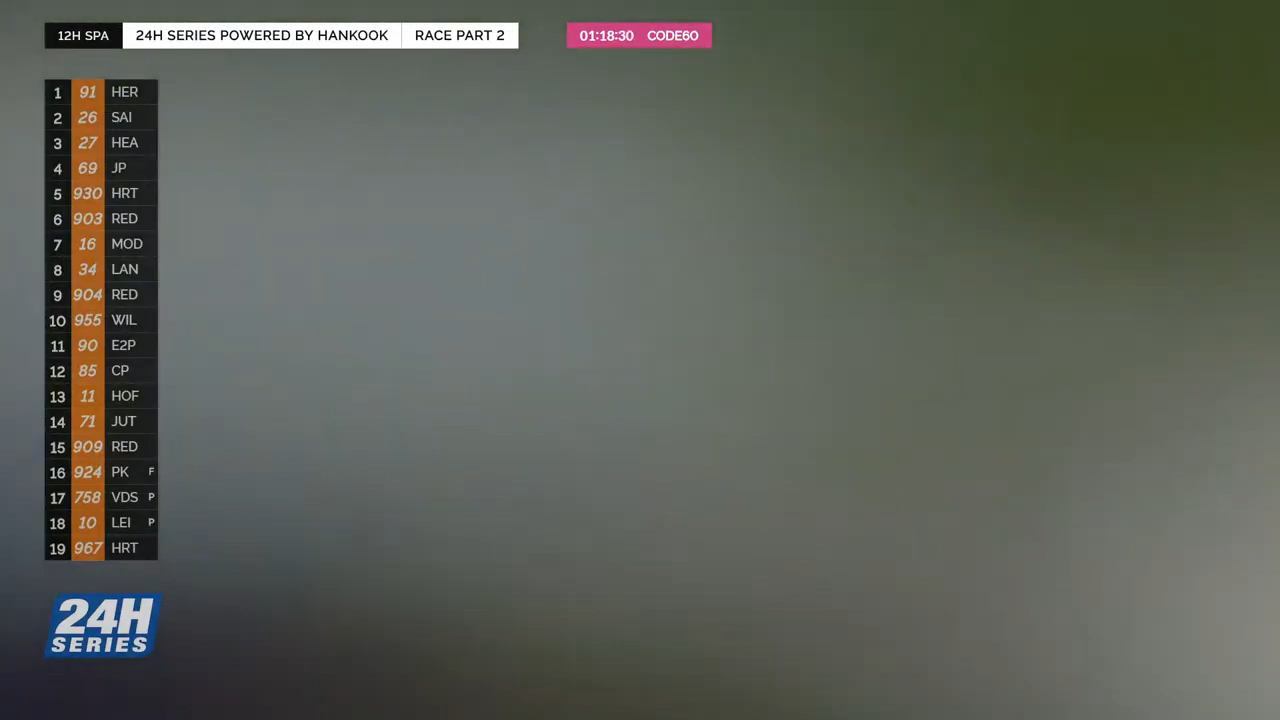 12H SPA 24H SERIES POWERED BY HANKOOK RACE PART 2 01:18:30 CODE60
1 91 HER
2 26 SAI
3 27 HEA
4 69 JP
5 930 HRT
6 903 RED
7 16 MOD
8 34 LAN
9 904 RED
10 955 WIL
11 90 E2P
12 85 CP
13 11 HOF
14 71 JUT
15 909 RED
16 924 PK F
17 758 VDS P
18 10 LEI P
19 967 HRT
24H
SERIES